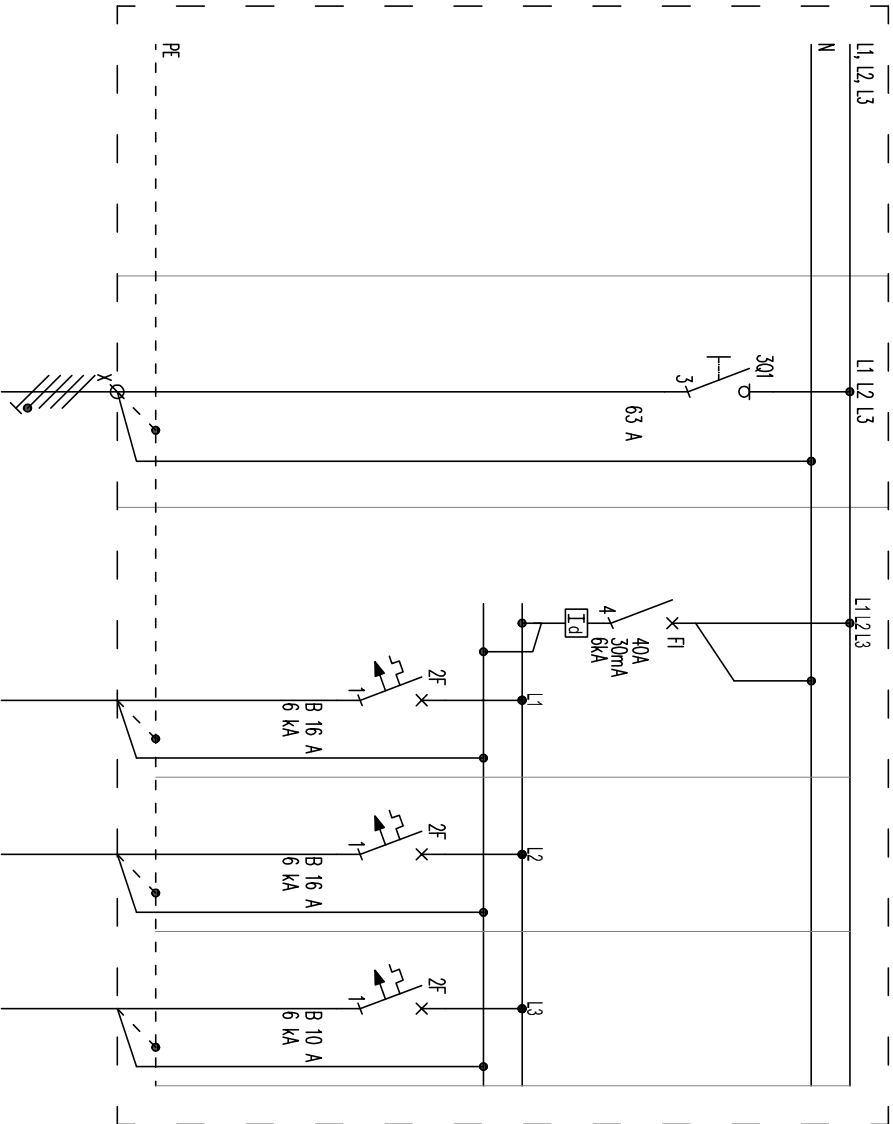 L1, L2, L3
N
PE
L1 L2 L3
3Q1
3
63 A
X
L1 L2 L3
FI
4
40A
30mA
6kA
Id
L1
2F
1
B 16 A
6 kA
L2
2F
1
B 16 A
6 kA
L3
2F
1
B 10 A
6 kA